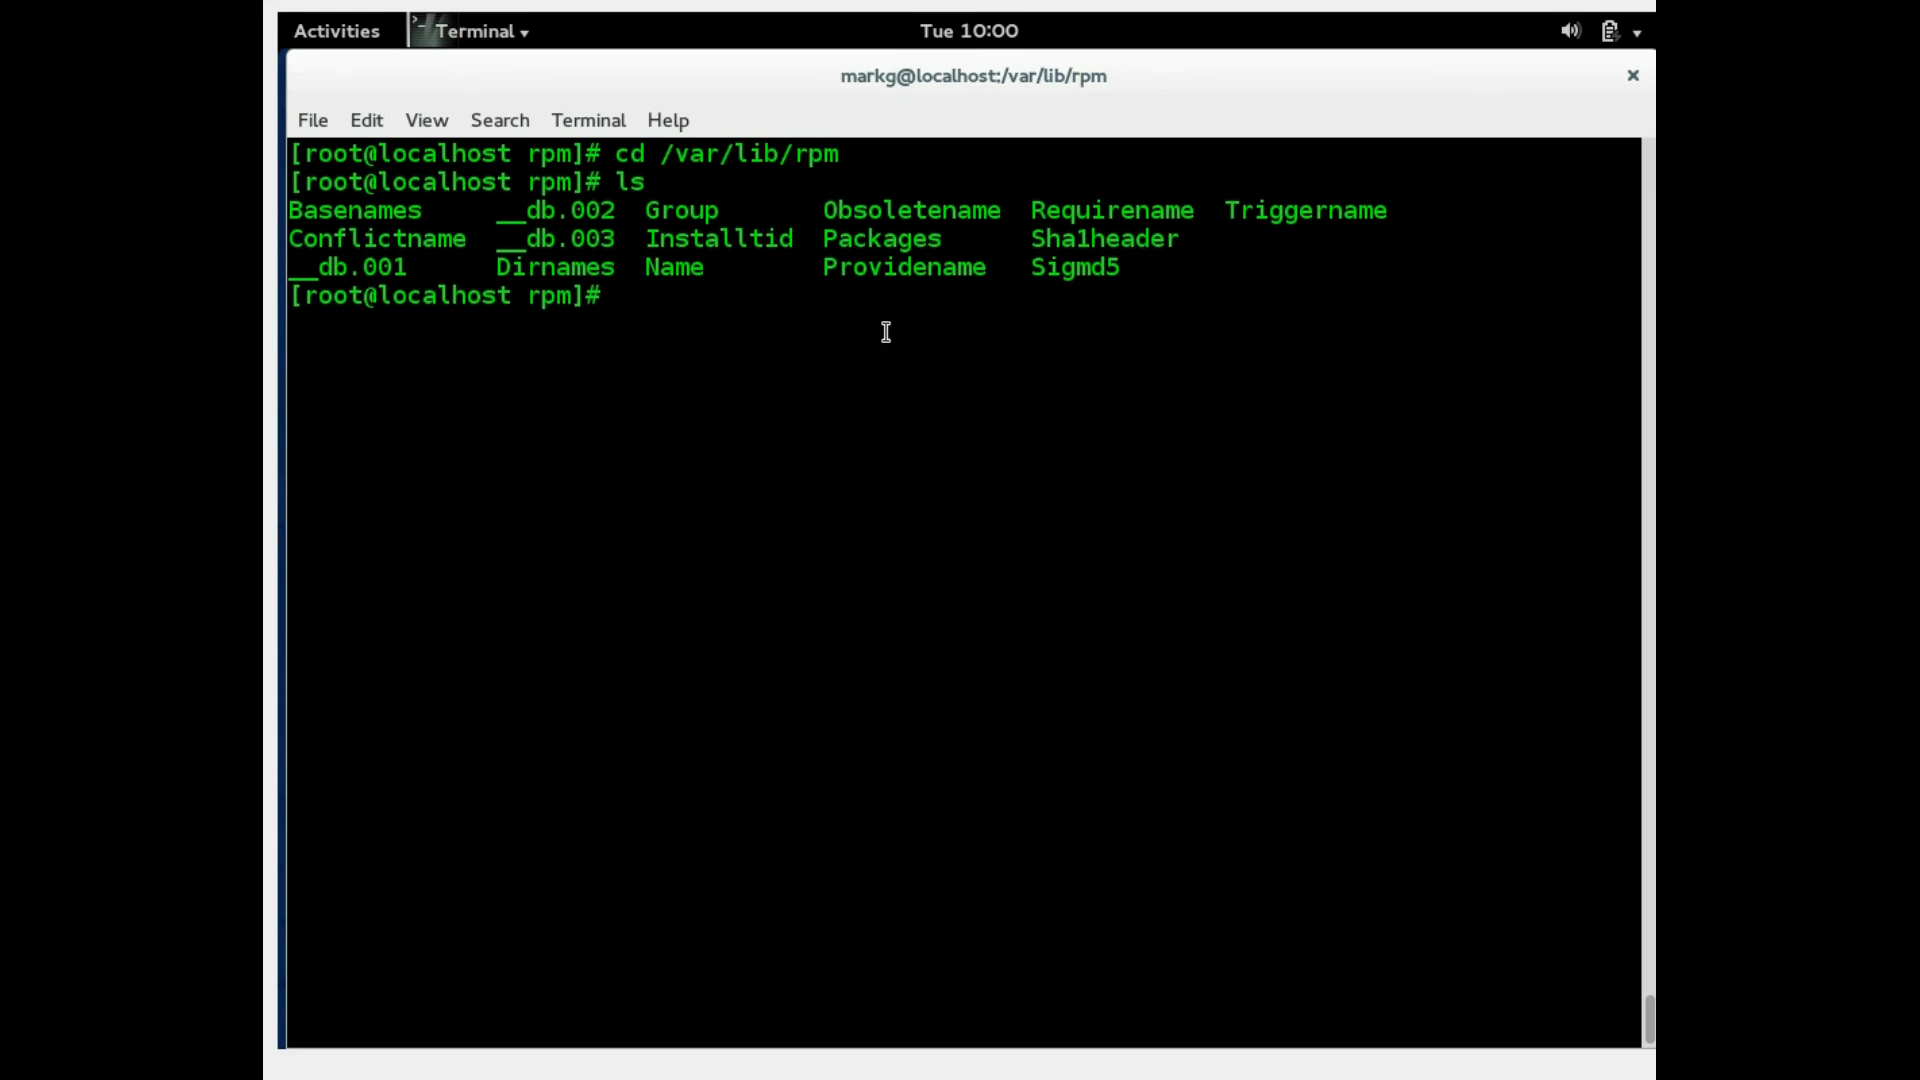 Activities Terminal Tue 10:00
markg@localhost:/var/lib/rpm
File Edit View Search Terminal Help
[root@localhost rpm]# cd /var/lib/rpm
[root@localhost rpm]# ls
Basenames __db.002 Group Obsoletename Requirename Triggername
Conflictname __db.003 Installtid Packages Sha1header
__db.001 Dirnames Name Providename Sigmd5
[root@localhost rpm]#